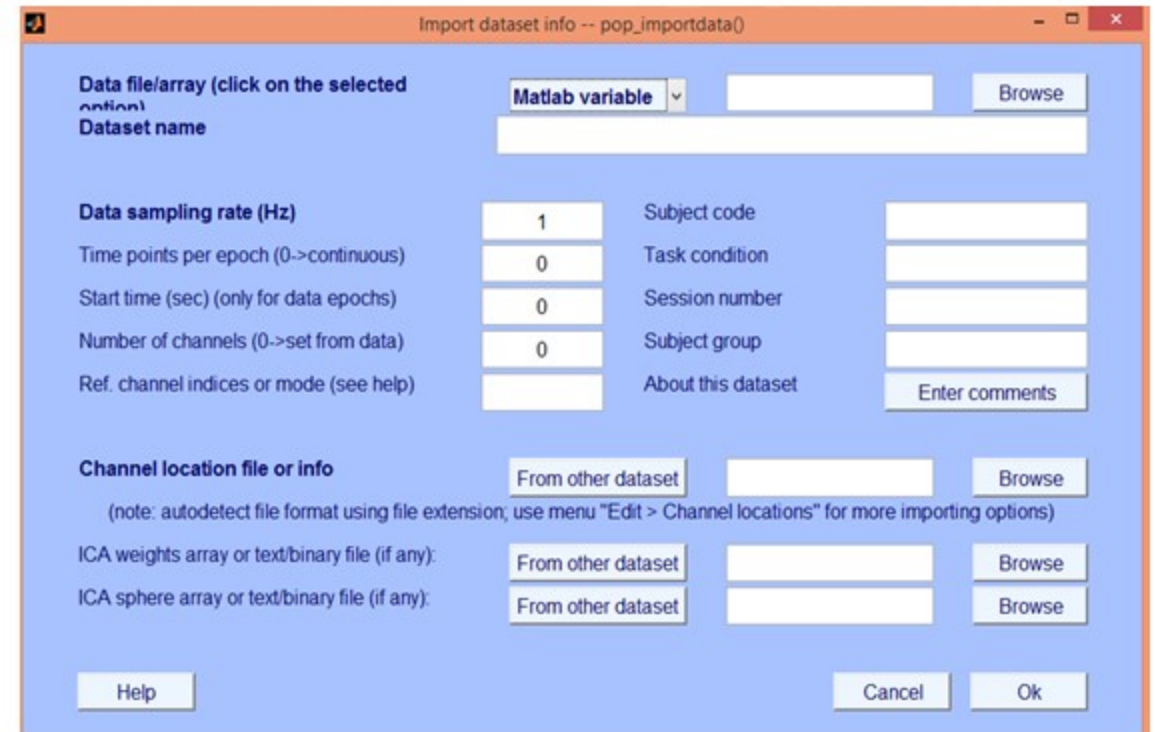 Import dataset info -- pop_importdata()
Data file/array (click on the selected
option)
Matlab variable
Browse
Dataset name
Data sampling rate (Hz)
1
Subject code
Time points per epoch (0->continuous)
0
Task condition
Start time (sec) (only for data epochs)
0
Session number
Number of channels (0->set from data)
0
Subject group
Ref. channel indices or mode (see help)
About this dataset
Enter comments
Channel location file or info
From other dataset
Browse
(note: autodetect file format using file extension; use menu "Edit > Channel locations" for more importing options)
ICA weights array or text/binary file (if any):
From other dataset
Browse
ICA sphere array or text/binary file (if any):
From other dataset
Browse
Help
Cancel
Ok